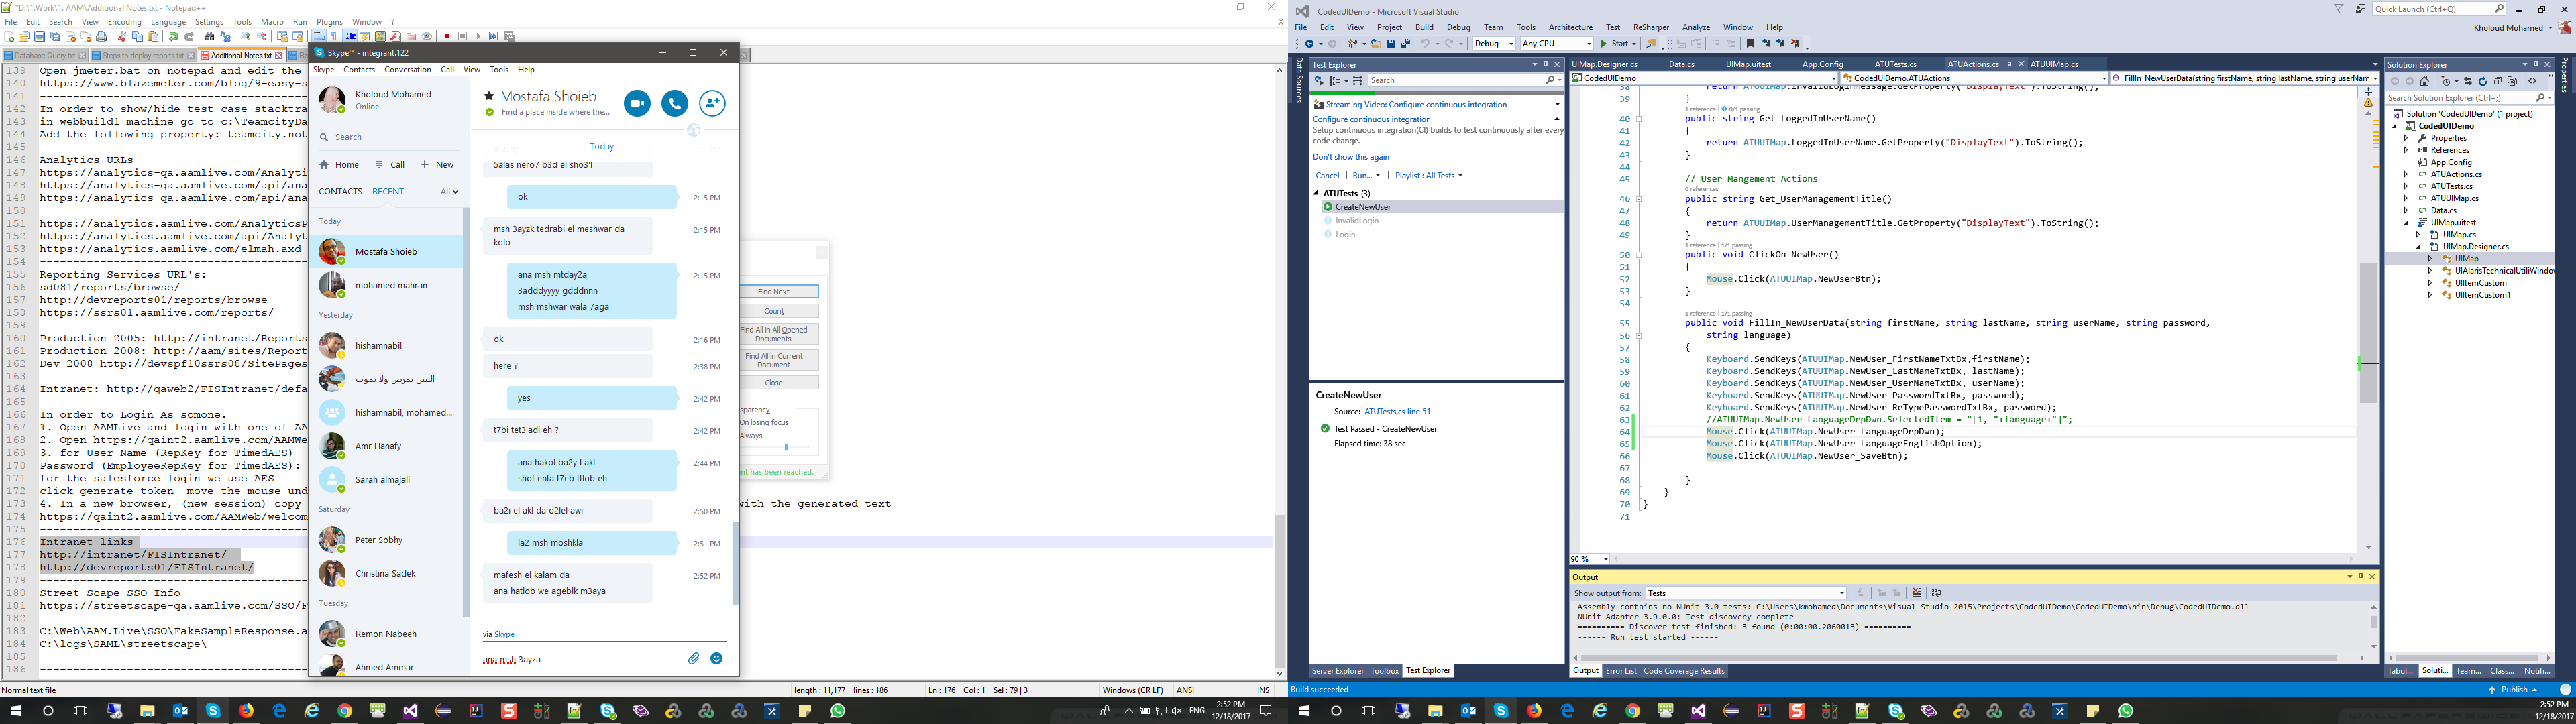 *D:\1.Work\1. AAM\Additional Notes.txt - Notepad++
File Edit Search View Encoding Language Settings Tools Macro Run Plugins Window ?
Database Query.txt Steps to deploy reports.txt Additional Notes.txt
139 Open jmeter.bat on notepad and edit the
140 https://www.blazemeter.com/blog/9-easy-s
141
142 In order to show/hide test case stacktra
143 in webuild1 machine go to c:\TeamcityDa
144 Add the following property: teamcity.not
145
146 Analytics URLs
147 https://analytics-qa.aamlive.com/Analyti
148 https://analytics-qa.aamlive.com/api/ana
149 https://analytics-qa.aamlive.com/api/ana
150
151 https://analytics.aamlive.com/AnalyticsP
152 https://analytics.aamlive.com/api/Analyt
153 https://analytics.aamlive.com/elmah.axd
154
155 Reporting Services URL's:
156 sd081/reports/browse/
157 http://devreports01/reports/browse
158 https://ssrs01.aamlive.com/reports/
159
160 Production 2005: http://intranet/Reports
161 Production 2008: http://aam/sites/Report
162 Dev 2008 http://devspf10ssrs08/SitePages
163
164 Intranet: http://qaweb2/FISIntranet/defa
165
166 In order to Login As somone.
167 1. Open AAMLive and login with one of AA
168 2. Open https://qaint2.aamlive.com/AAMWe
169 3. for User Name (RepKey for TimedAES) -
170 Password (EmployeeRepKey for TimedAES):
171 for the salesforce login we use AES
172 click generate token- move the mouse und
173 4. In a new browser, (new session) copy
with the generated text
174 https://qaint2.aamlive.com/AAMWeb/welcom
175
176 Intranet links
177 http://intranet/FISIntranet/
178 http://devreports01/FISIntranet/
179
180 Street Scape SSO Info
181 https://streetscape-qa.aamlive.com/SSO/F
182
183 C:\Web\AAM.Live\SSO\FakeSampleResponse.a
184 C:\logs\SAML\streetscape\
185
186
Normal text file length : 11,177 lines : 186 Ln : 176 Col : 1 Sel : 79 | 3 Windows (CR LF) ANSI INS
Skype™ - integrant.122
Skype Contacts Conversation Call View Tools Help
Kholoud Mohamed
Online
Search
Home Call New
CONTACTS RECENT All
Today
Mostafa Shoieb
mohamed mahran
Yesterday
hishamnabil
التنين يمرض ولا يموت
hishamnabil, mohamed...
Amr Hanafy
Sarah almajali
Saturday
Peter Sobhy
Christina Sadek
Tuesday
Remon Nabeeh
Ahmed Ammar
Mostafa Shoieb
Find a place inside where the...
Today
5alas nero7 b3d el sho3'l
ok 2:15 PM
msh 3ayzk tedrabi el meshwar da
kolo 2:15 PM
ana msh mtday2a 2:15 PM
3adddyyyy gdddnnn
msh mshwar wala 7aga
ok 2:16 PM
here ? 2:38 PM
yes 2:42 PM
t7bi tet3'adi eh ? 2:42 PM
ana hakol ba2y l akl 2:44 PM
shof enta t7eb ttlob eh
ba2i el akl da o2lel awi 2:50 PM
la2 msh moshkla 2:51 PM
mafesh el kalam da 2:52 PM
ana hatlob we ageblk m3aya
via Skype
ana msh 3ayza
Find Next
Count
Find All in All Opened
Documents
Find All in Current
Document
Close
sparency
On losing focus
Always
ent has been reached.
ENG 2:52 PM
12/18/2017
CodedUIDemo - Microsoft Visual Studio
Quick Launch (Ctrl+Q)
File Edit View Project Build Debug Team Tools Architecture Test ReSharper Analyze Window Help
Kholoud Mohamed
Debug Any CPU Start
Data Sources
Test Explorer
Search
Streaming Video: Configure continuous integration
Configure continuous integration
Setup continuous integration(CI) builds to test continuously after every
code change.
Don't show this again
Cancel | Run... | Playlist : All Tests
ATUTests (3)
CreateNewUser
InvalidLogin
Login
CreateNewUser
Source: ATUTests.cs line 51
Test Passed - CreateNewUser
Elapsed time: 38 sec
Server Explorer Toolbox Test Explorer
UIMap.Designer.cs Data.cs UIMap.uitest App.Config ATUTests.cs ATUActions.cs ATUUIMap.cs
CodedUIDemo CodedUIDemo.ATUActions FillIn_NewUserData(string firstName, string lastName, string userNam
38 return ATUUIMap.InvalidLoginMessage.GetProperty("DisplayText").ToString();
39 }
1 reference | 0/1 passing
40 public string Get_LoggedInUserName()
41 {
42 return ATUUIMap.LoggedInUserName.GetProperty("DisplayText").ToString();
43 }
44
45 // User Mangement Actions
0 references
46 public string Get_UserManagementTitle()
47 {
48 return ATUUIMap.UserManagementTitle.GetProperty("DisplayText").ToString();
49 }
1 reference | 1/1 passing
50 public void ClickOn_NewUser()
51 {
52 Mouse.Click(ATUUIMap.NewUserBtn);
53 }
54
1 reference | 1/1 passing
55 public void FillIn_NewUserData(string firstName, string lastName, string userName, string password,
56 string language)
57 {
58 Keyboard.SendKeys(ATUUIMap.NewUser_FirstNameTxtBx,firstName);
59 Keyboard.SendKeys(ATUUIMap.NewUser_LastNameTxtBx, lastName);
60 Keyboard.SendKeys(ATUUIMap.NewUser_UserNameTxtBx, userName);
61 Keyboard.SendKeys(ATUUIMap.NewUser_PasswordTxtBx, password);
62 Keyboard.SendKeys(ATUUIMap.NewUser_ReTypePasswordTxtBx, password);
63 //ATUUIMap.NewUser_LanguageDrpDwn.SelectedItem = "[1, "+language+"]";
64 Mouse.Click(ATUUIMap.NewUser_LanguageDrpDwn);
65 Mouse.Click(ATUUIMap.NewUser_LanguageEnglishOption);
66 Mouse.Click(ATUUIMap.NewUser_SaveBtn);
67
68 }
69 }
70 }
71
90 %
Output
Show output from: Tests
Assembly contains no NUnit 3.0 tests: C:\Users\kmohamed\Documents\Visual Studio 2015\Projects\CodedUIDemo\CodedUIDemo\bin\Debug\CodedUIDemo.dll
NUnit Adapter 3.9.0.0: Test discovery complete
========== Discover test finished: 3 found (0:00:00.2060013) ==========
------ Run test started ------
Output Error List Code Coverage Results
Solution Explorer
Search Solution Explorer (Ctrl+;)
Solution 'CodedUIDemo' (1 project)
CodedUIDemo
Properties
References
App.Config
ATUActions.cs
ATUTests.cs
ATUUIMap.cs
Data.cs
UIMap.uitest
UIMap.cs
UIMap.Designer.cs
UIMap
UIAlarisTechnicalUtiliWindow
UIItemCustom
UIItemCustom1
Tabul... Soluti... Team... Class... Notifi...
Properties
Build succeeded
Publish
2:52 PM
12/18/2017